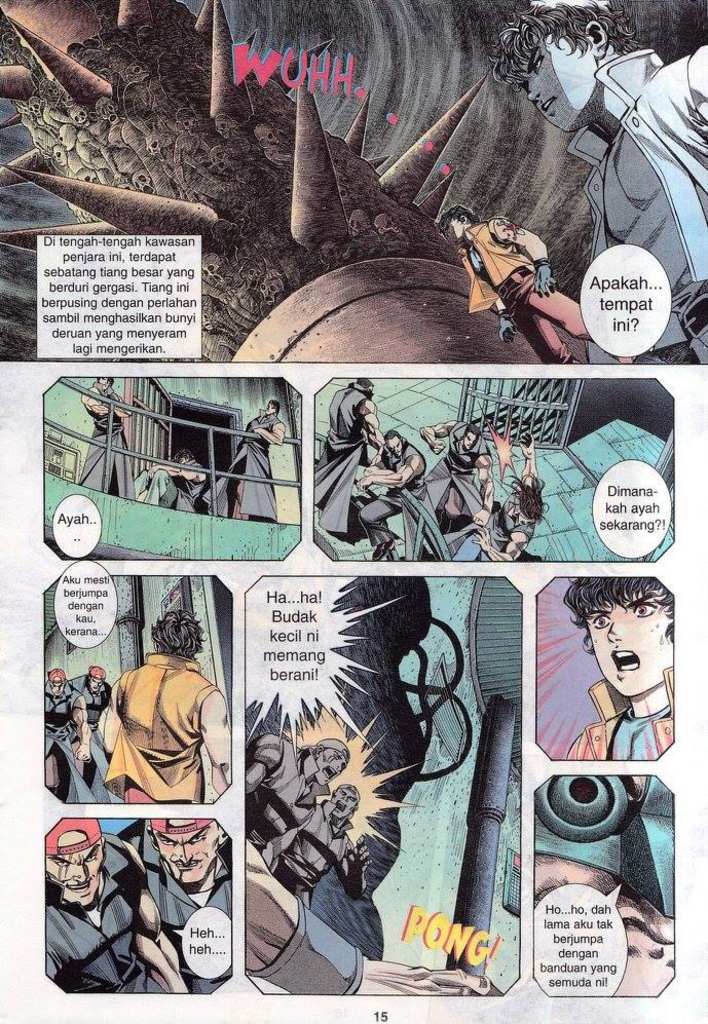 WUHH.
Di tengah-tengah kawasan
penjara ini, terdapat
sebatang tiang besar yang
berduri gergasi. Tiang ini
berpusing dengan perlahan
sambil menghasilkan bunyi
deruan yang menyeram
lagi mengerikan.
Apakah...
tempat
ini?
Ayah..
..
Dimana-
kah ayah
sekarang?!
Aku mesti
berjumpa
dengan
kau,
kerana...
Ha...ha!
Budak
kecil ni
memang
berani!
Heh...
heh....
PONG!
Ho...ho, dah
lama aku tak
berjumpa
dengan
banduan yang
semuda ni!
15